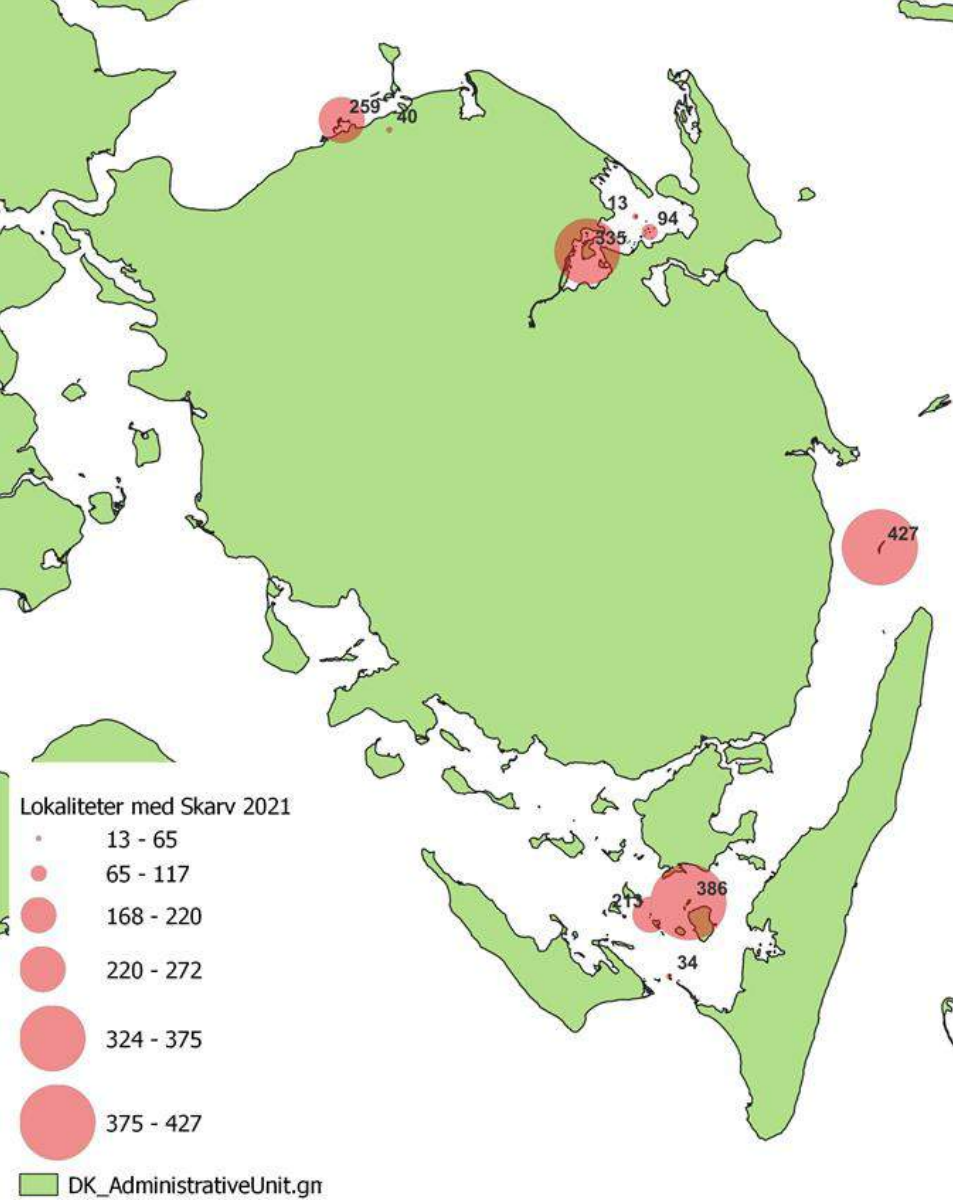 259
40
13
94
335
427
386
213
34
Lokaliteter med Skarv 2021
13 - 65
65 - 117
168 - 220
220 - 272
324 - 375
375 - 427
DK_AdministrativeUnit.gn